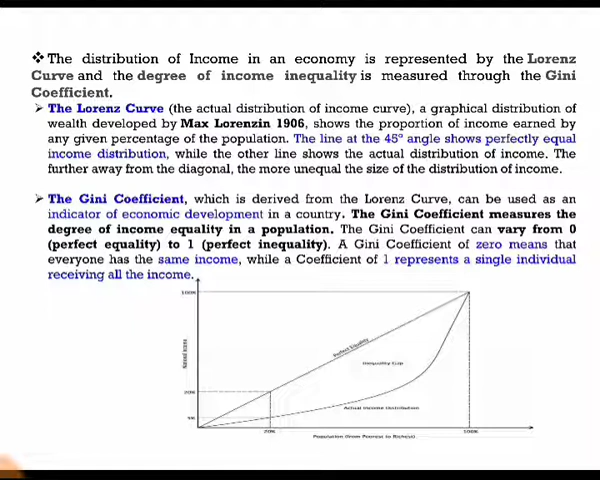 ❖ The distribution of Income in an economy is represented by the Lorenz
Curve and the degree of income inequality is measured through the Gini
Coefficient.
➢ The Lorenz Curve (the actual distribution of income curve), a graphical distribution of
wealth developed by Max Lorenzin 1906, shows the proportion of income earned by
any given percentage of the population. The line at the 45° angle shows perfectly equal
income distribution, while the other line shows the actual distribution of income. The
further away from the diagonal, the more unequal the size of the distribution of income.
➢ The Gini Coefficient, which is derived from the Lorenz Curve, can be used as an
indicator of economic development in a country. The Gini Coefficient measures the
degree of income equality in a population. The Gini Coefficient can vary from 0
(perfect equality) to 1 (perfect inequality). A Gini Coefficient of zero means that
everyone has the same income, while a Coefficient of 1 represents a single individual
receiving all the income.
100%
Perfect Equality
Inequality Gap
20%
Actual Income Distribution
20%
100%
Population (from Poorest to Richest)